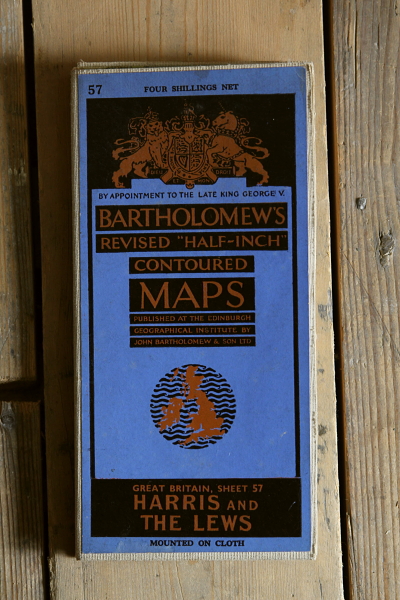 57 FOUR SHILLINGS NET
BY APPOINTMENT TO THE LATE KING GEORGE V.
BARTHOLOMEW'S
REVISED "HALF-INCH"
CONTOURED
MAPS
PUBLISHED AT THE EDINBURGH
GEOGRAPHICAL INSTITUTE BY
JOHN BARTHOLOMEW & SON LTD
GREAT BRITAIN, SHEET 57
HARRIS AND
THE LEWS
MOUNTED ON CLOTH